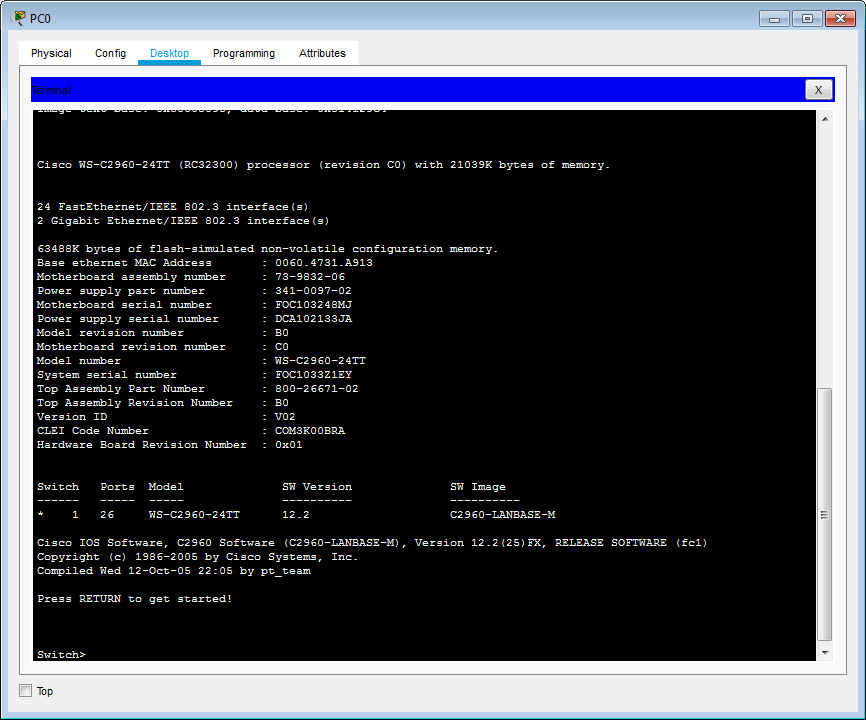 PC0
Physical Config Desktop Programming Attributes
Terminal
X
Cisco WS-C2960-24TT (RC32300) processor (revision C0) with 21039K bytes of memory.
24 FastEthernet/IEEE 802.3 interface(s)
2 Gigabit Ethernet/IEEE 802.3 interface(s)
63488K bytes of flash-simulated non-volatile configuration memory.
Base ethernet MAC Address : 0060.4731.A913
Motherboard assembly number : 73-9832-06
Power supply part number : 341-0097-02
Motherboard serial number : FOC103248MJ
Power supply serial number : DCA102133JA
Model revision number : B0
Motherboard revision number : C0
Model number : WS-C2960-24TT
System serial number : FOC1033Z1EY
Top Assembly Part Number : 800-26671-02
Top Assembly Revision Number : B0
Version ID : V02
CLEI Code Number : COM3K00BRA
Hardware Board Revision Number : 0x01
Switch Ports Model SW Version SW Image
------ ----- ----- ---------- ----------
* 1 26 WS-C2960-24TT 12.2 C2960-LANBASE-M
Cisco IOS Software, C2960 Software (C2960-LANBASE-M), Version 12.2(25)FX, RELEASE SOFTWARE (fc1)
Copyright (c) 1986-2005 by Cisco Systems, Inc.
Compiled Wed 12-Oct-05 22:05 by pt_team
Press RETURN to get started!
Switch>
Top